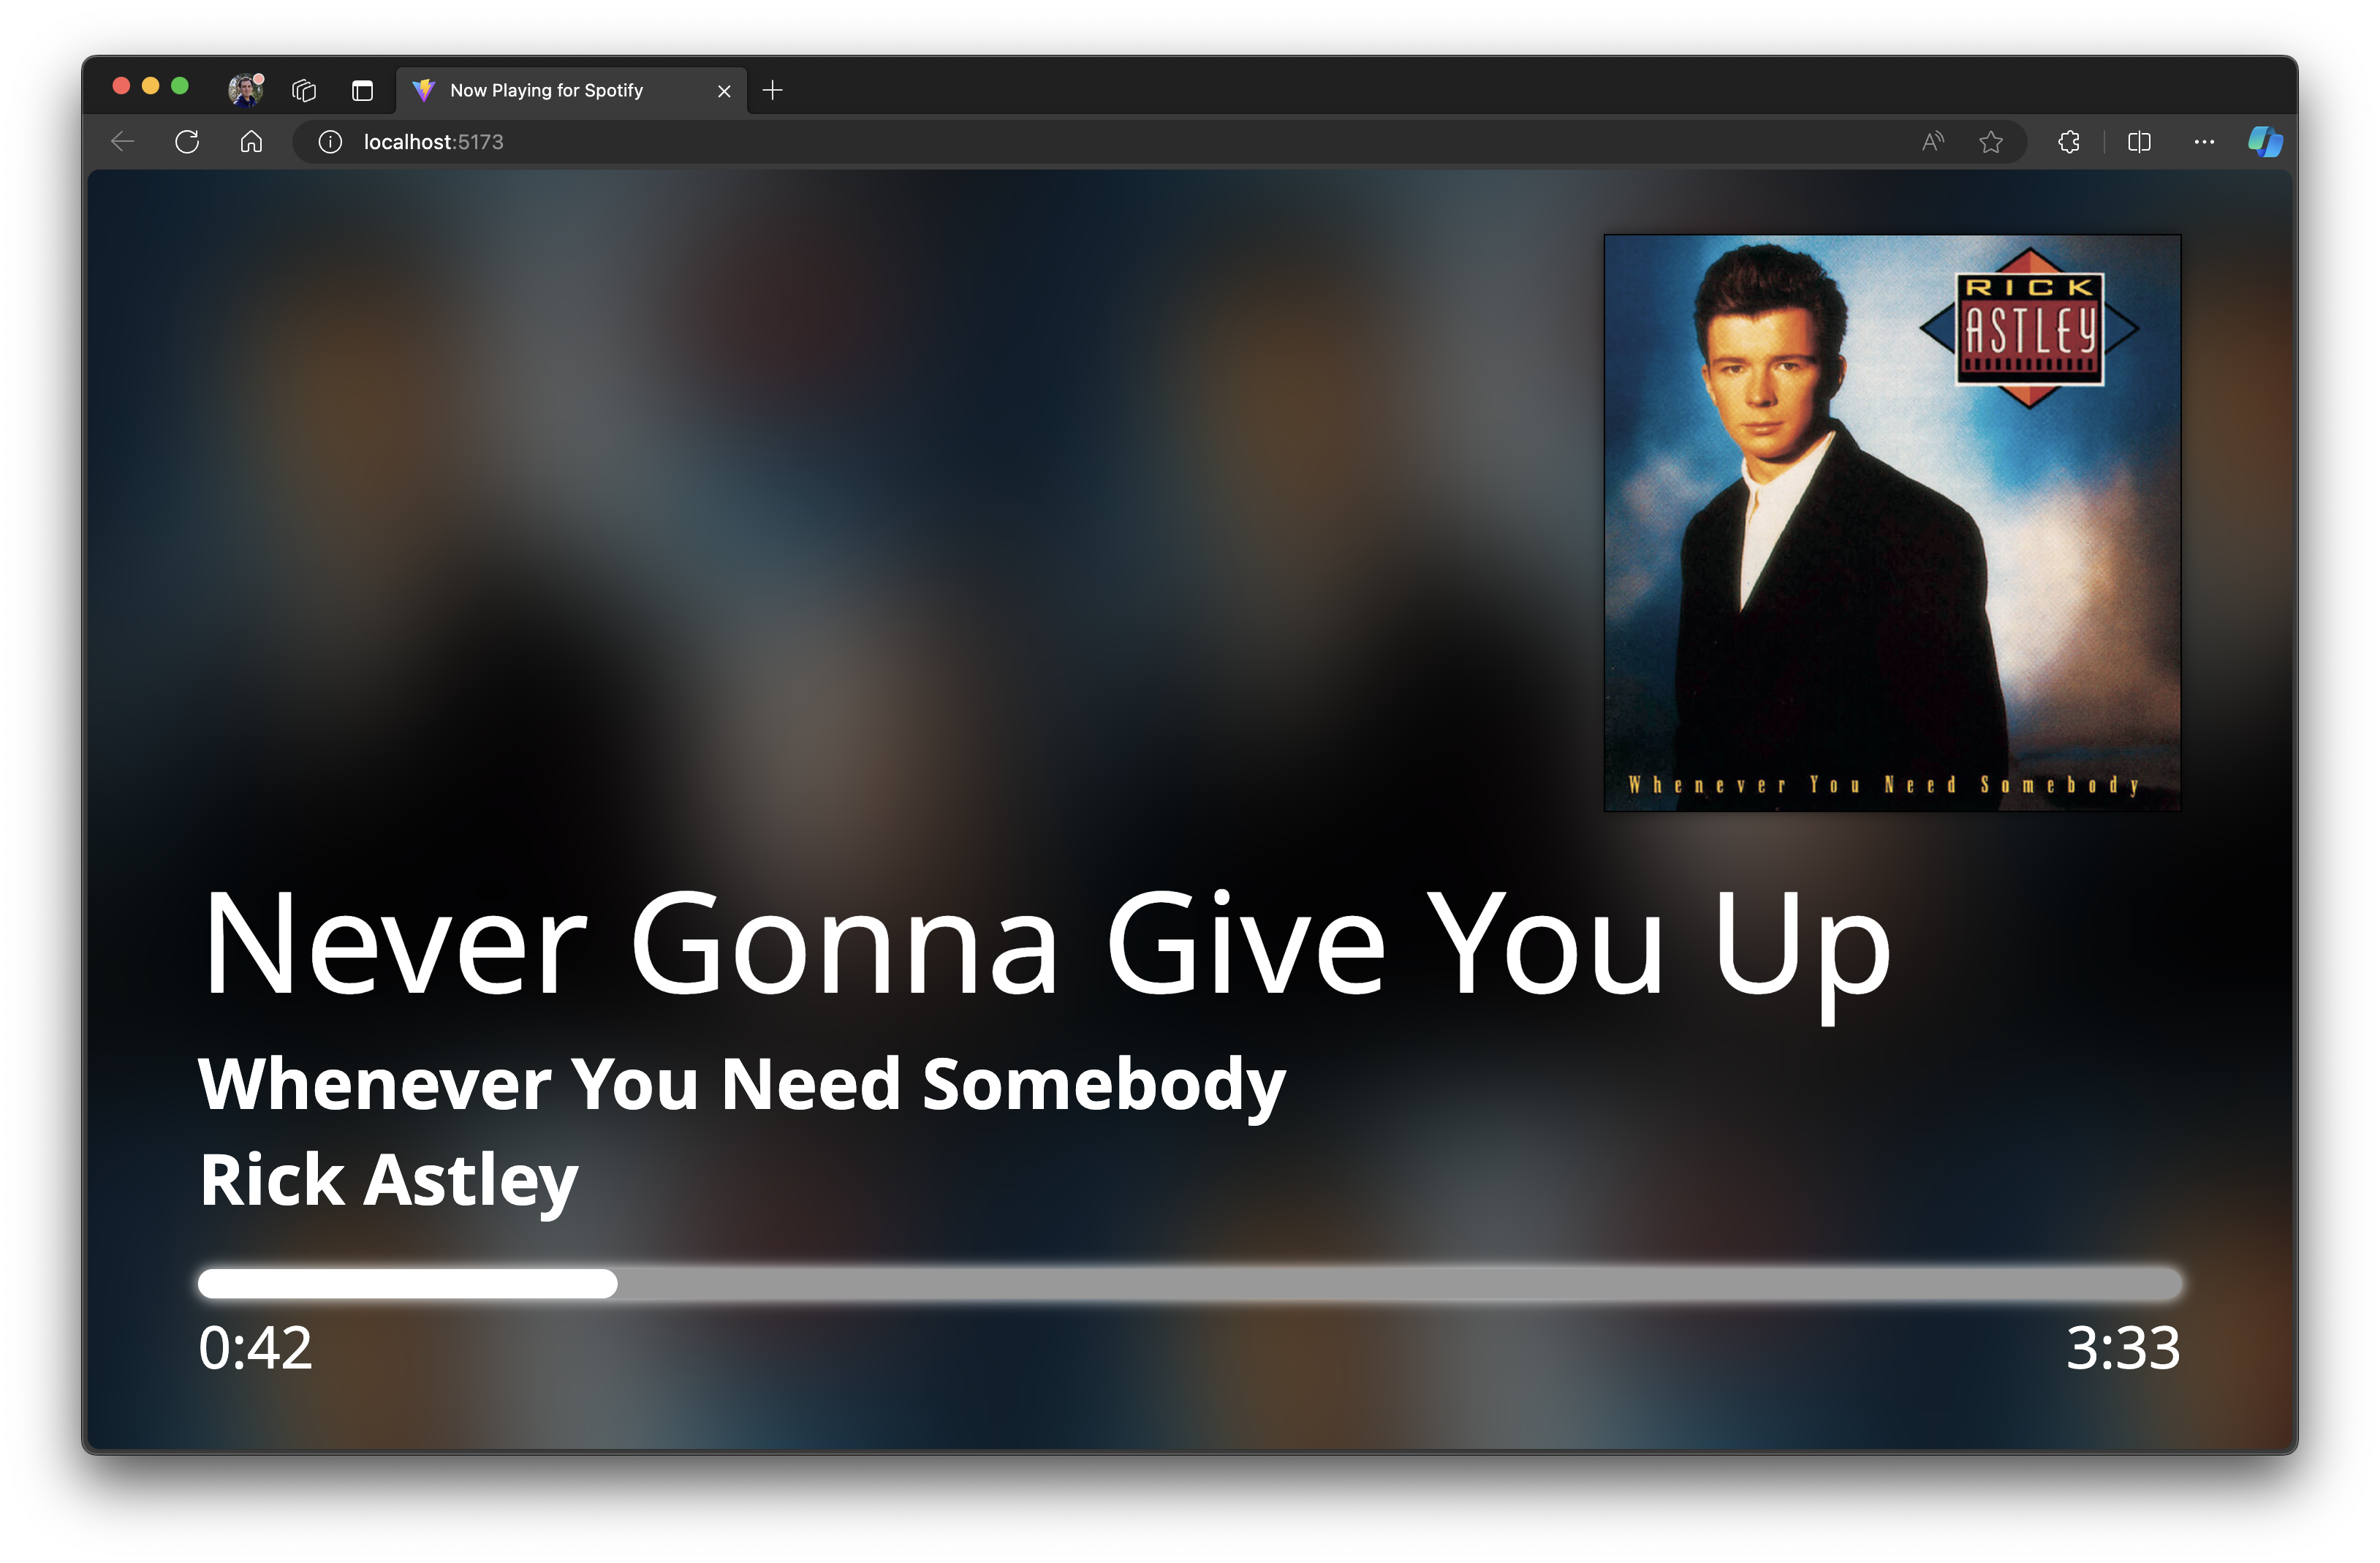 Now Playing for Spotify
localhost:5173
RICK
ASTLEY
Whenever You Need Somebody
Never Gonna Give You Up
Whenever You Need Somebody
Rick Astley
0:42
3:33